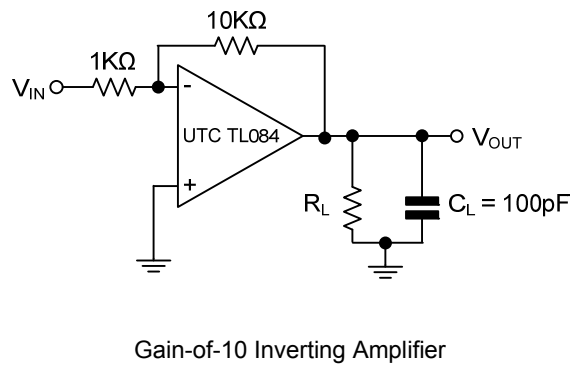 10KΩ
1KΩ
VIN
-
UTC TL084
+
VOUT
RL
CL = 100pF
Gain-of-10 Inverting Amplifier